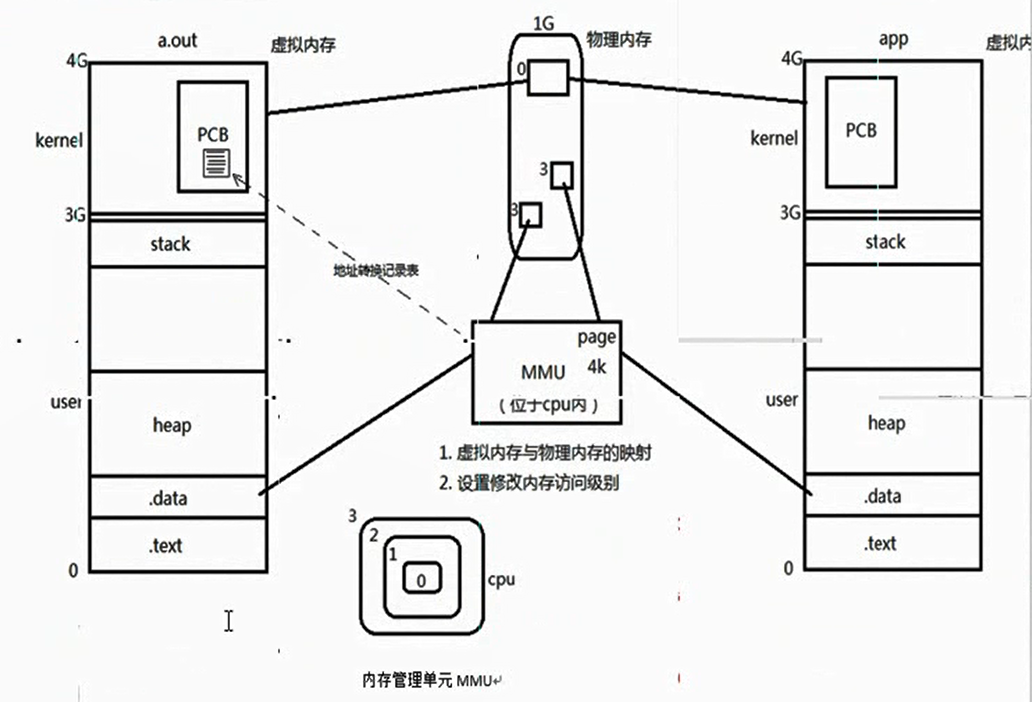 a.out
虚拟内存
4G
kernel
PCB
3G
stack
user
heap
.data
.text
0
地址转换记录表
1G
物理内存
0
3
3
page
4k
MMU
（位于cpu内）
1. 虚拟内存与物理内存的映射
2. 设置修改内存访问级别
3
2
1
0
cpu
app
虚拟内
4G
kernel
PCB
3G
stack
user
heap
.data
.text
0
内存管理单元 MMU